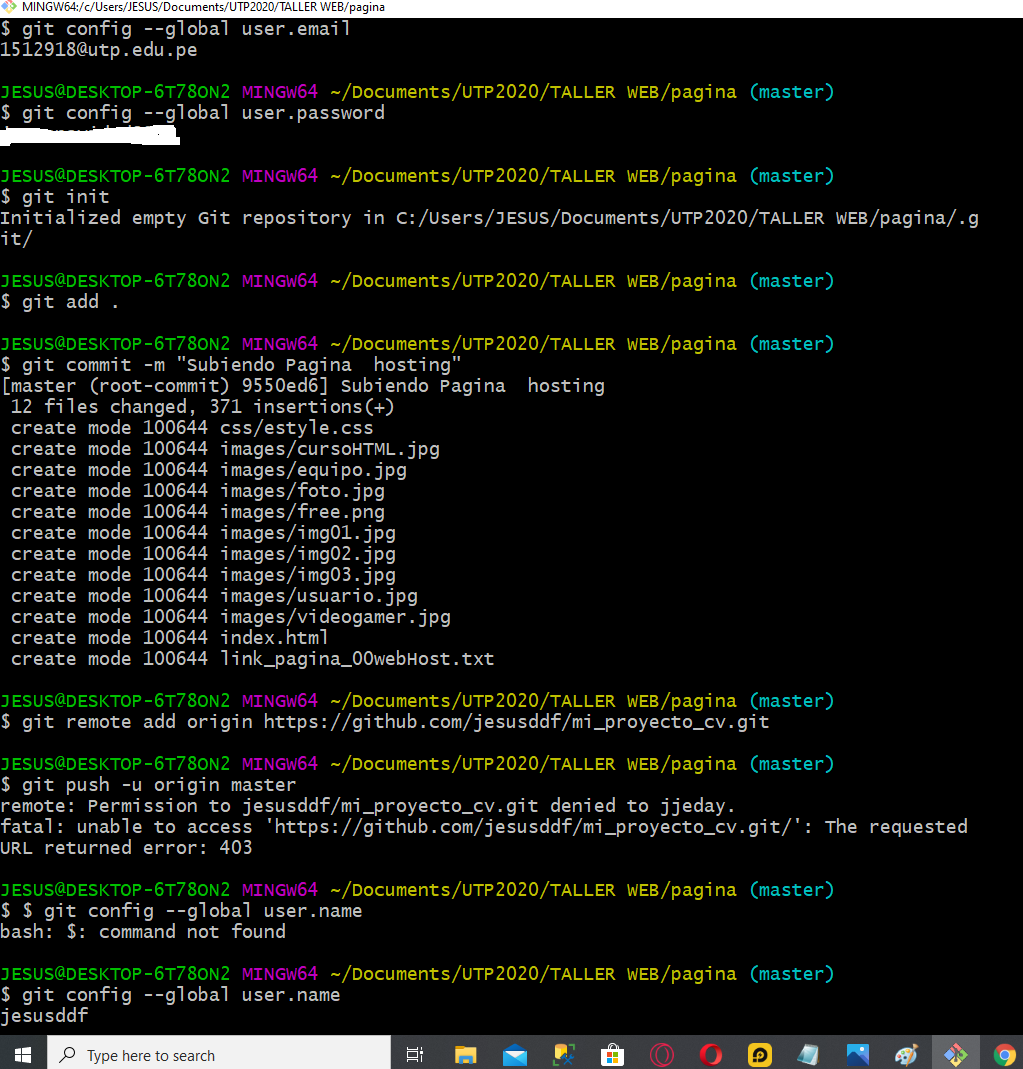 MINGW64:/c/Users/JESUS/Documents/UTP2020/TALLER WEB/pagina
$ git config --global user.email
1512918@utp.edu.pe
JESUS@DESKTOP-6T78ON2 MINGW64 ~/Documents/UTP2020/TALLER WEB/pagina (master)
$ git config --global user.password
JESUS@DESKTOP-6T78ON2 MINGW64 ~/Documents/UTP2020/TALLER WEB/pagina (master)
$ git init
Initialized empty Git repository in C:/Users/JESUS/Documents/UTP2020/TALLER WEB/pagina/.g
it/
JESUS@DESKTOP-6T78ON2 MINGW64 ~/Documents/UTP2020/TALLER WEB/pagina (master)
$ git add .
JESUS@DESKTOP-6T78ON2 MINGW64 ~/Documents/UTP2020/TALLER WEB/pagina (master)
$ git commit -m "Subiendo Pagina  hosting"
[master (root-commit) 9550ed6] Subiendo Pagina  hosting
 12 files changed, 371 insertions(+)
 create mode 100644 css/estyle.css
 create mode 100644 images/cursoHTML.jpg
 create mode 100644 images/equipo.jpg
 create mode 100644 images/foto.jpg
 create mode 100644 images/free.png
 create mode 100644 images/img01.jpg
 create mode 100644 images/img02.jpg
 create mode 100644 images/img03.jpg
 create mode 100644 images/usuario.jpg
 create mode 100644 images/videogamer.jpg
 create mode 100644 index.html
 create mode 100644 link_pagina_00webHost.txt
JESUS@DESKTOP-6T78ON2 MINGW64 ~/Documents/UTP2020/TALLER WEB/pagina (master)
$ git remote add origin https://github.com/jesusddf/mi_proyecto_cv.git
JESUS@DESKTOP-6T78ON2 MINGW64 ~/Documents/UTP2020/TALLER WEB/pagina (master)
$ git push -u origin master
remote: Permission to jesusddf/mi_proyecto_cv.git denied to jjeday.
fatal: unable to access 'https://github.com/jesusddf/mi_proyecto_cv.git/': The requested
URL returned error: 403
JESUS@DESKTOP-6T78ON2 MINGW64 ~/Documents/UTP2020/TALLER WEB/pagina (master)
$ $ git config --global user.name
bash: $: command not found
JESUS@DESKTOP-6T78ON2 MINGW64 ~/Documents/UTP2020/TALLER WEB/pagina (master)
$ git config --global user.name
jesusddf
Type here to search